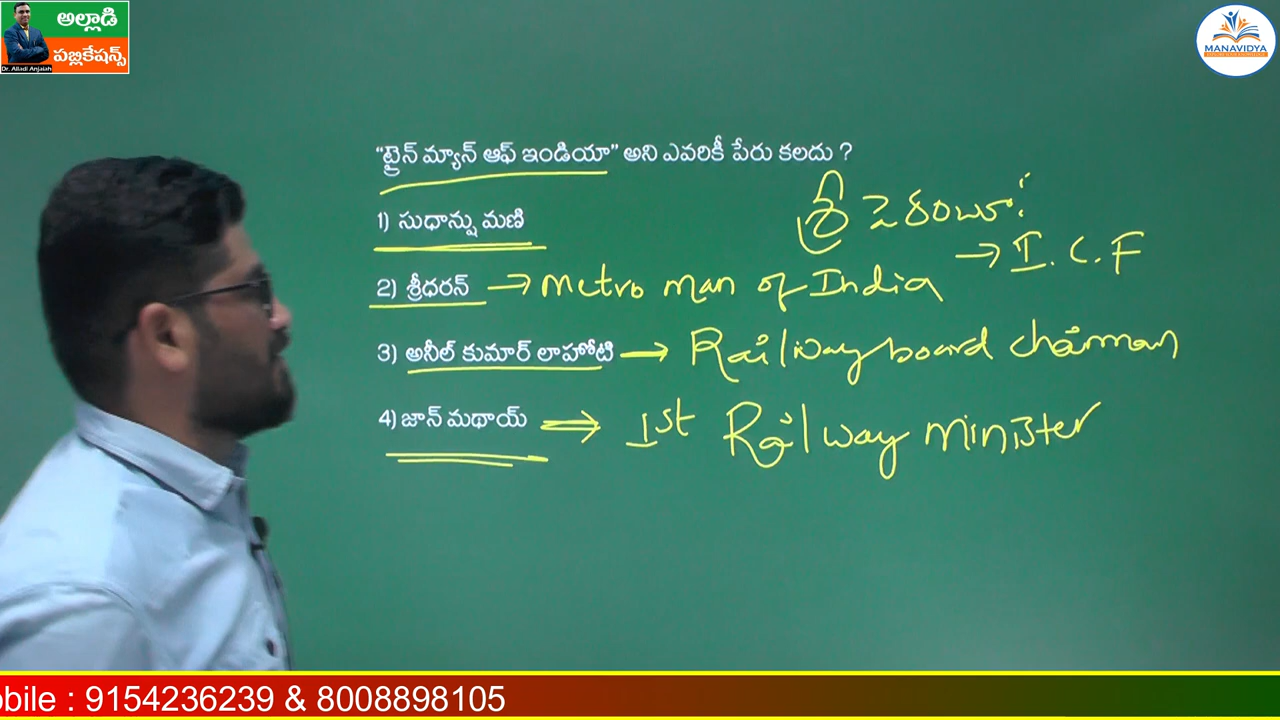 అల్లాడి
పబ్లికేషన్స్
Dr. Alladi Anjaiah
MANAVIDYA
“ట్రైన్ మ్యాన్ ఆఫ్ ఇండియా” అని ఎవరికీ పేరు కలదు ?
1) సుధాన్షు మణి
శ్రీ పెరంబూర్
→ I.C.F
2) శ్రీధరన్ → Metro man of India
3) అనీల్ కుమార్ లాహోటి → Railway board chairman
4) జాన్ మథాయ్ ⇒ 1st Railway minister
obile : 9154236239 & 8008898105